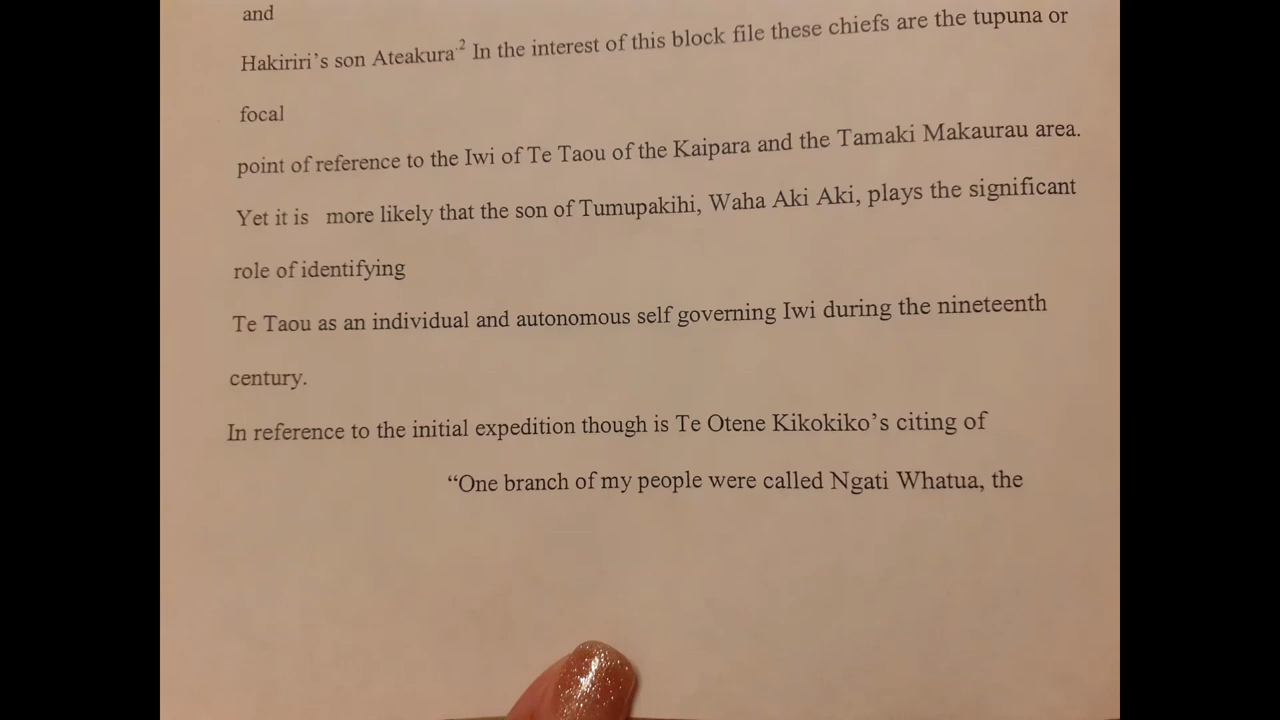 and
Hakiriri’s son Ateakura.² In the interest of this block file these chiefs are the tupuna or
focal
point of reference to the Iwi of Te Taou of the Kaipara and the Tamaki Makaurau area.
Yet it is more likely that the son of Tumupakihi, Waha Aki Aki, plays the significant
role of identifying
Te Taou as an individual and autonomous self governing Iwi during the nineteenth
century.
In reference to the initial expedition though is Te Otene Kikokiko’s citing of
“One branch of my people were called Ngati Whatua, the